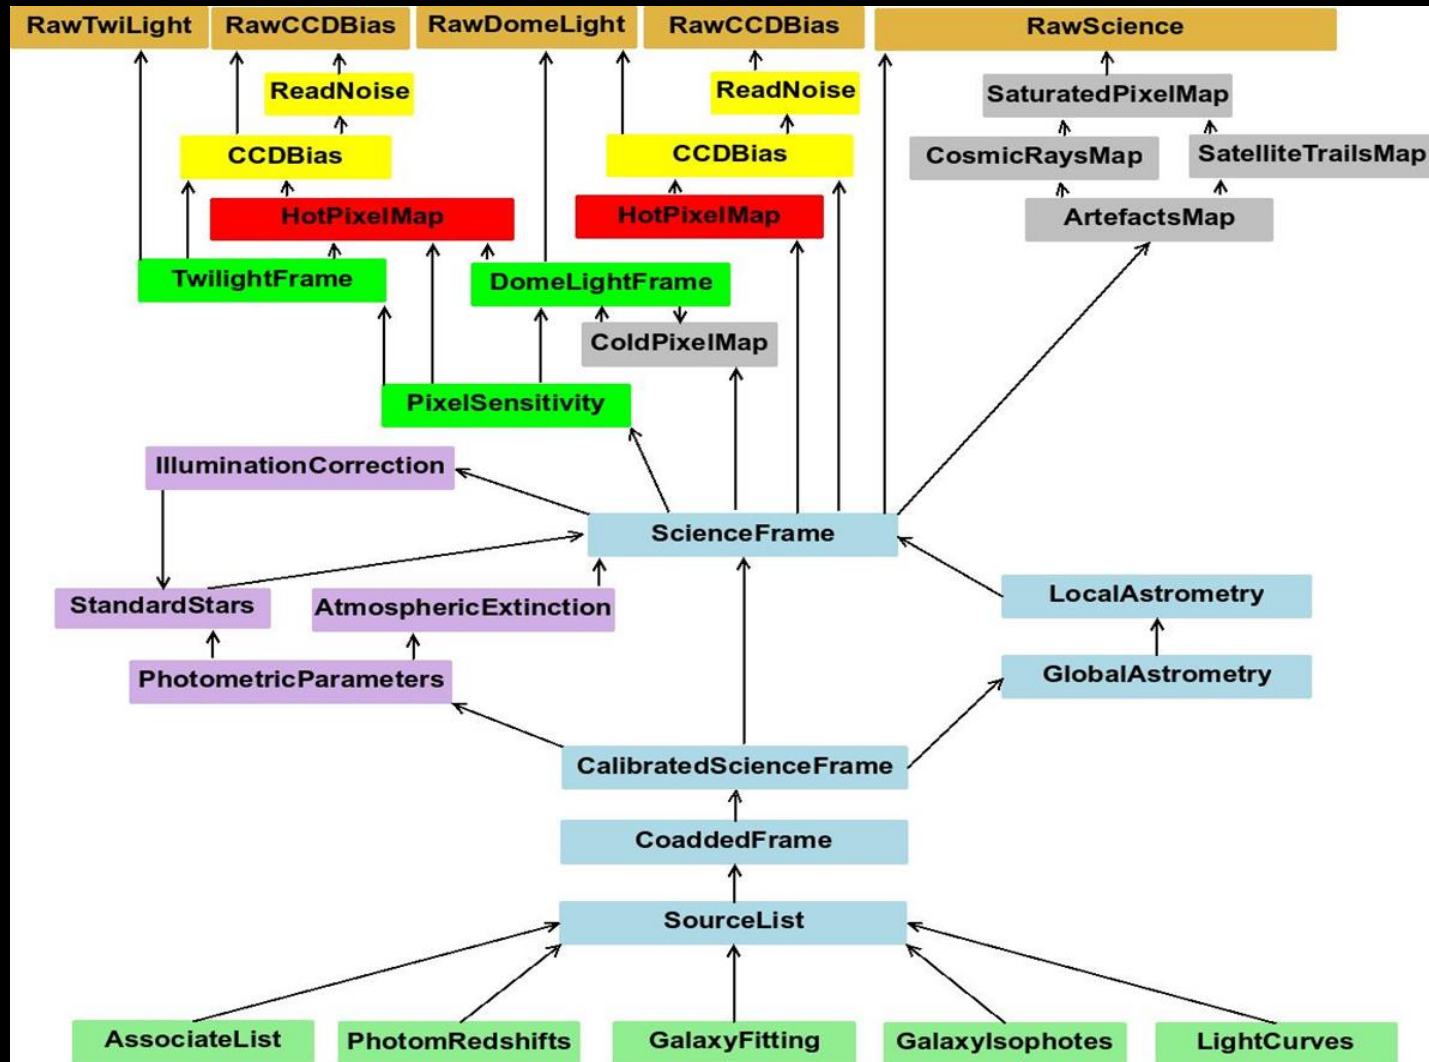 RawTwiLight
RawCCDBias
RawDomeLight
RawCCDBias
RawScience
ReadNoise
ReadNoise
SaturatedPixelMap
CCDBias
CCDBias
CosmicRaysMap
SatelliteTrailsMap
HotPixelMap
HotPixelMap
ArtefactsMap
TwilightFrame
DomeLightFrame
ColdPixelMap
PixelSensitivity
IlluminationCorrection
ScienceFrame
StandardStars
AtmosphericExtinction
LocalAstrometry
PhotometricParameters
GlobalAstrometry
CalibratedScienceFrame
CoaddedFrame
SourceList
AssociateList
PhotomRedshifts
GalaxyFitting
GalaxyIsophotes
LightCurves